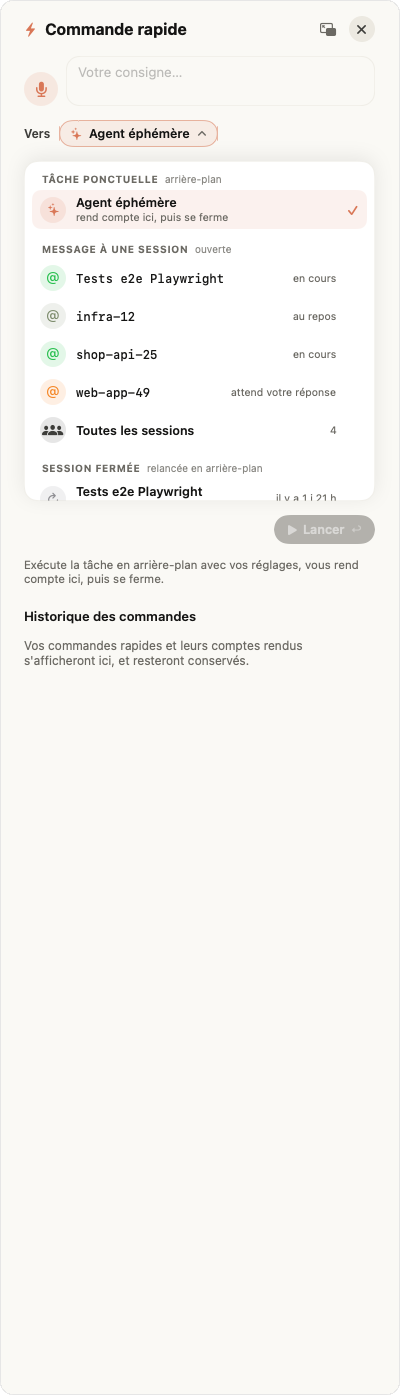 Commande rapide
Votre consigne...
Vers Agent éphémère
TÂCHE PONCTUELLE arrière-plan
Agent éphémère
rend compte ici, puis se ferme
MESSAGE À UNE SESSION ouverte
@ Tests e2e Playwright en cours
@ infra-12 au repos
@ shop-api-25 en cours
@ web-app-49 attend votre réponse
Toutes les sessions 4
SESSION FERMÉE relancée en arrière-plan
Tests e2e Playwright il y a 1 j 21 h
Lancer
Exécute la tâche en arrière-plan avec vos réglages, vous rend
compte ici, puis se ferme.
Historique des commandes
Vos commandes rapides et leurs comptes rendus
s'afficheront ici, et resteront conservés.